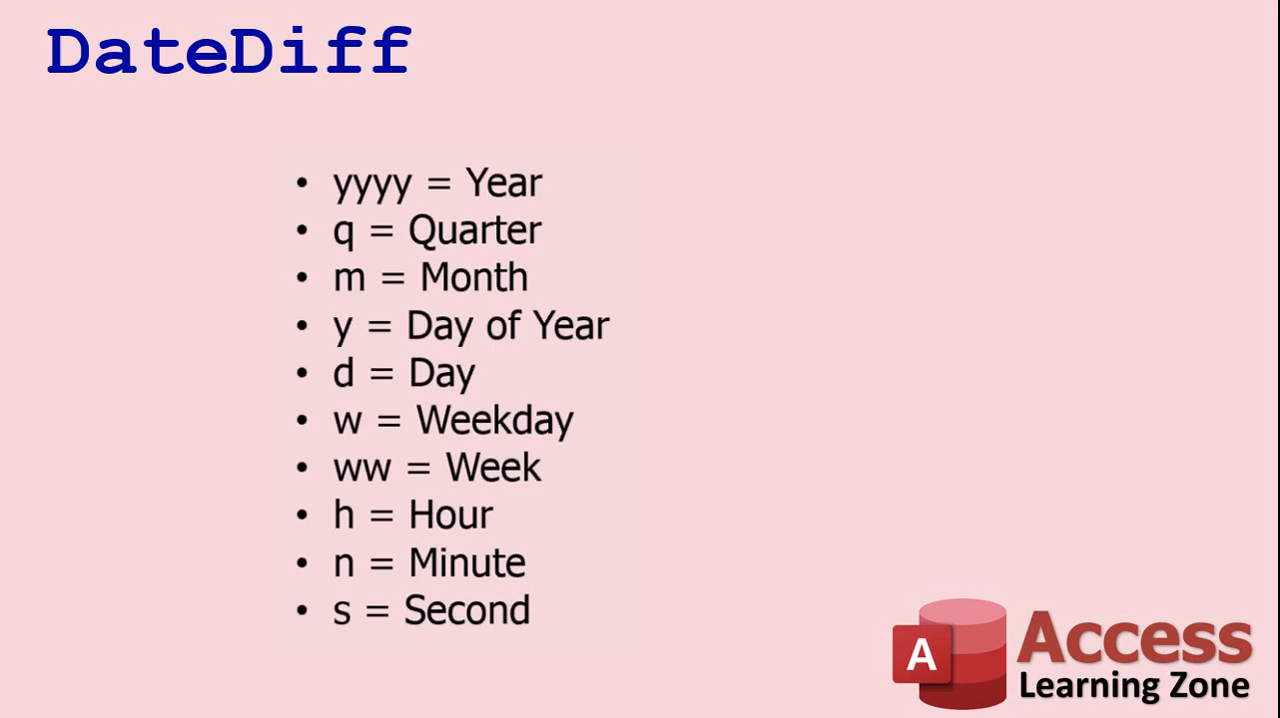 DateDiff
• yyyy = Year
• q = Quarter
• m = Month
• y = Day of Year
• d = Day
• w = Weekday
• ww = Week
• h = Hour
• n = Minute
• s = Second
A
Access
Learning Zone